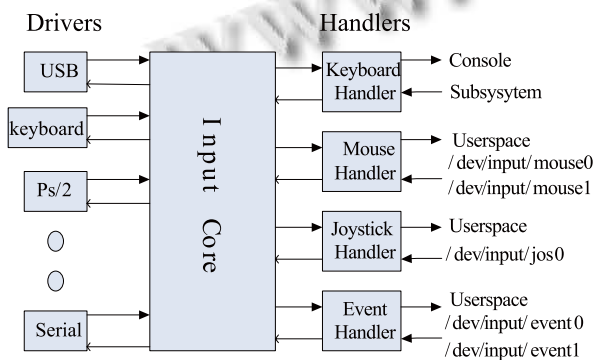 Drivers
Handlers
USB
keyboard
Ps/2
Serial
Input Core
Keyboard
Handler
Console
Subsysytem
Mouse
Handler
Userspace
/dev/input/mouse0
/dev/input/mouse1
Joystick
Handler
Userspace
/dev/input/jos0
Event
Handler
Userspace
/dev/input/event0
/dev/input/event1